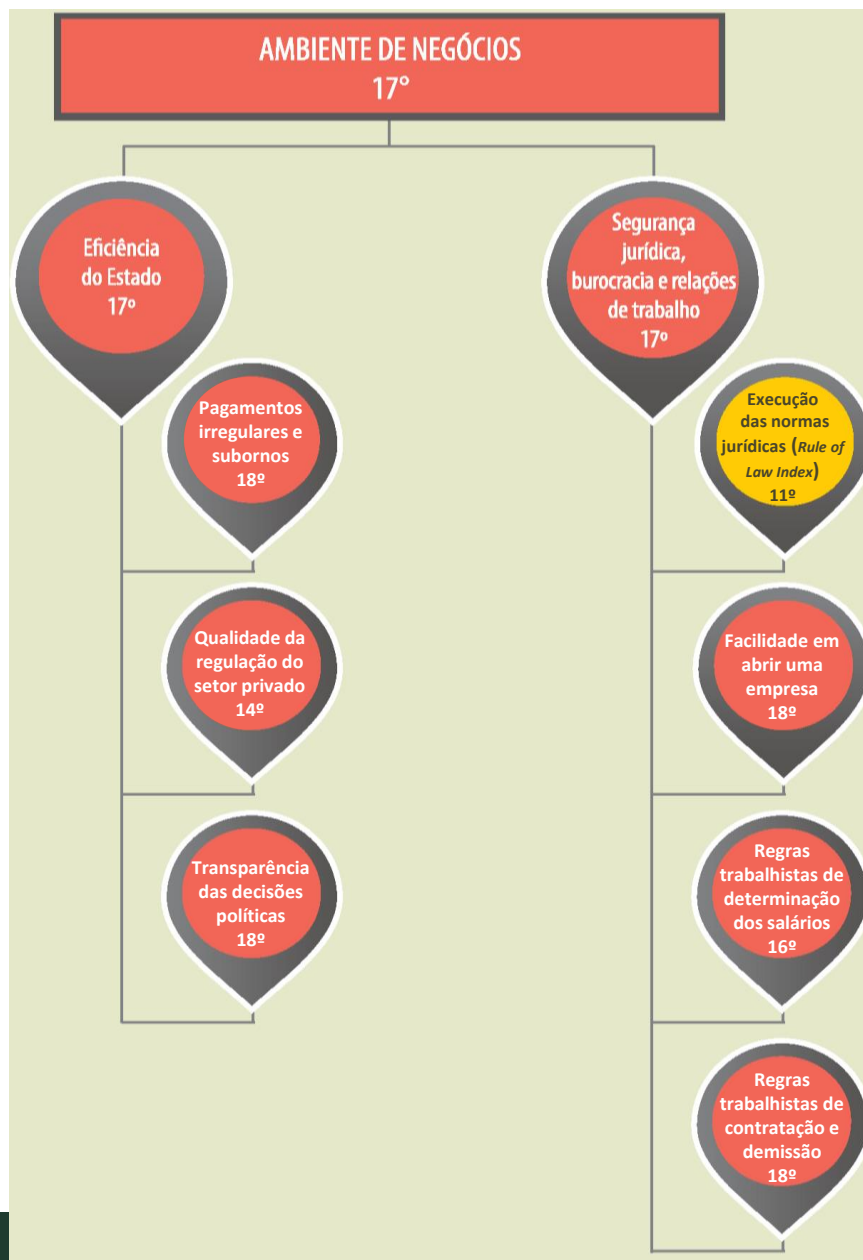 AMBIENTE DE NEGÓCIOS
17°
Eficiência
do Estado
17º
Pagamentos
irregulares e
subornos
18º
Qualidade da
regulação do
setor privado
14º
Transparência
das decisões
políticas
18º
Segurança
jurídica,
burocracia e relações
de trabalho
17º
Execução
das normas
jurídicas (Rule of
Law Index)
11º
Facilidade em
abrir uma
empresa
18º
Regras
trabalhistas de
determinação
dos salários
16º
Regras
trabalhistas de
contratação e
demissão
18º